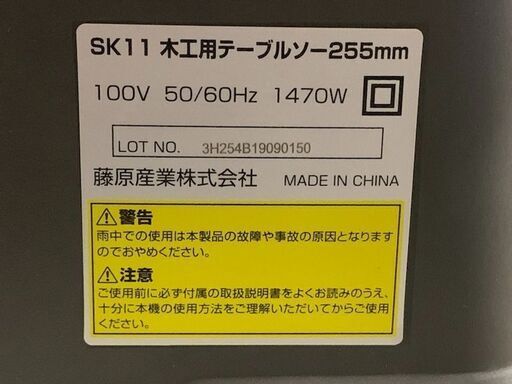 SK11 木工用テーブルソー255mm
100V 50/60Hz 1470W
LOT NO. 3H254B19090150
藤原産業株式会社 MADE IN CHINA
警告
雨中での使用は本製品の故障や事故の原因となります
のでおやめください。
注意
ご使用前に必ず付属の取扱説明書をよくお読みのうえ、
十分に本機の使用方法をご理解いただいてからご使用
ください。